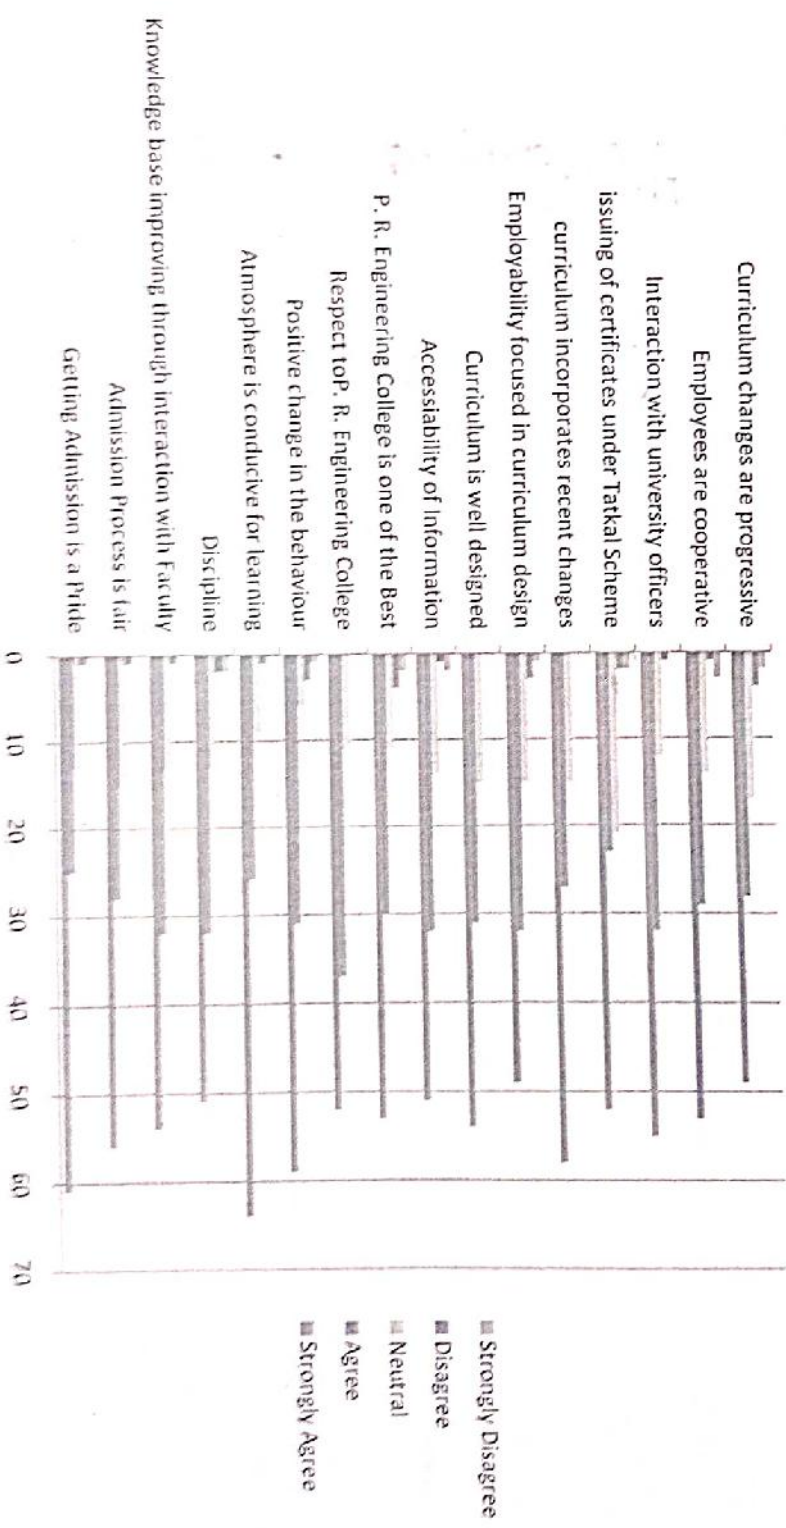 Curriculum changes are progressive
Employees are cooperative
Interaction with university officers
issuing of certificates under Tatkal Scheme
curriculum incorporates recent changes
Employability focused in curriculum design
Curriculum is well designed
Accessiability of Information
P. R. Engineering College is one of the Best
Respect toP. R. Engineering College
Positive change in the behaviour
Atmosphere is conducive for learning
Discipline
Knowledge base improving through interaction with Faculty
Admission Process is fair
Getting Admission is a Pride
0 10 20 30 40 50 60 70
Strongly Disagree
Disagree
Neutral
Agree
Strongly Agree